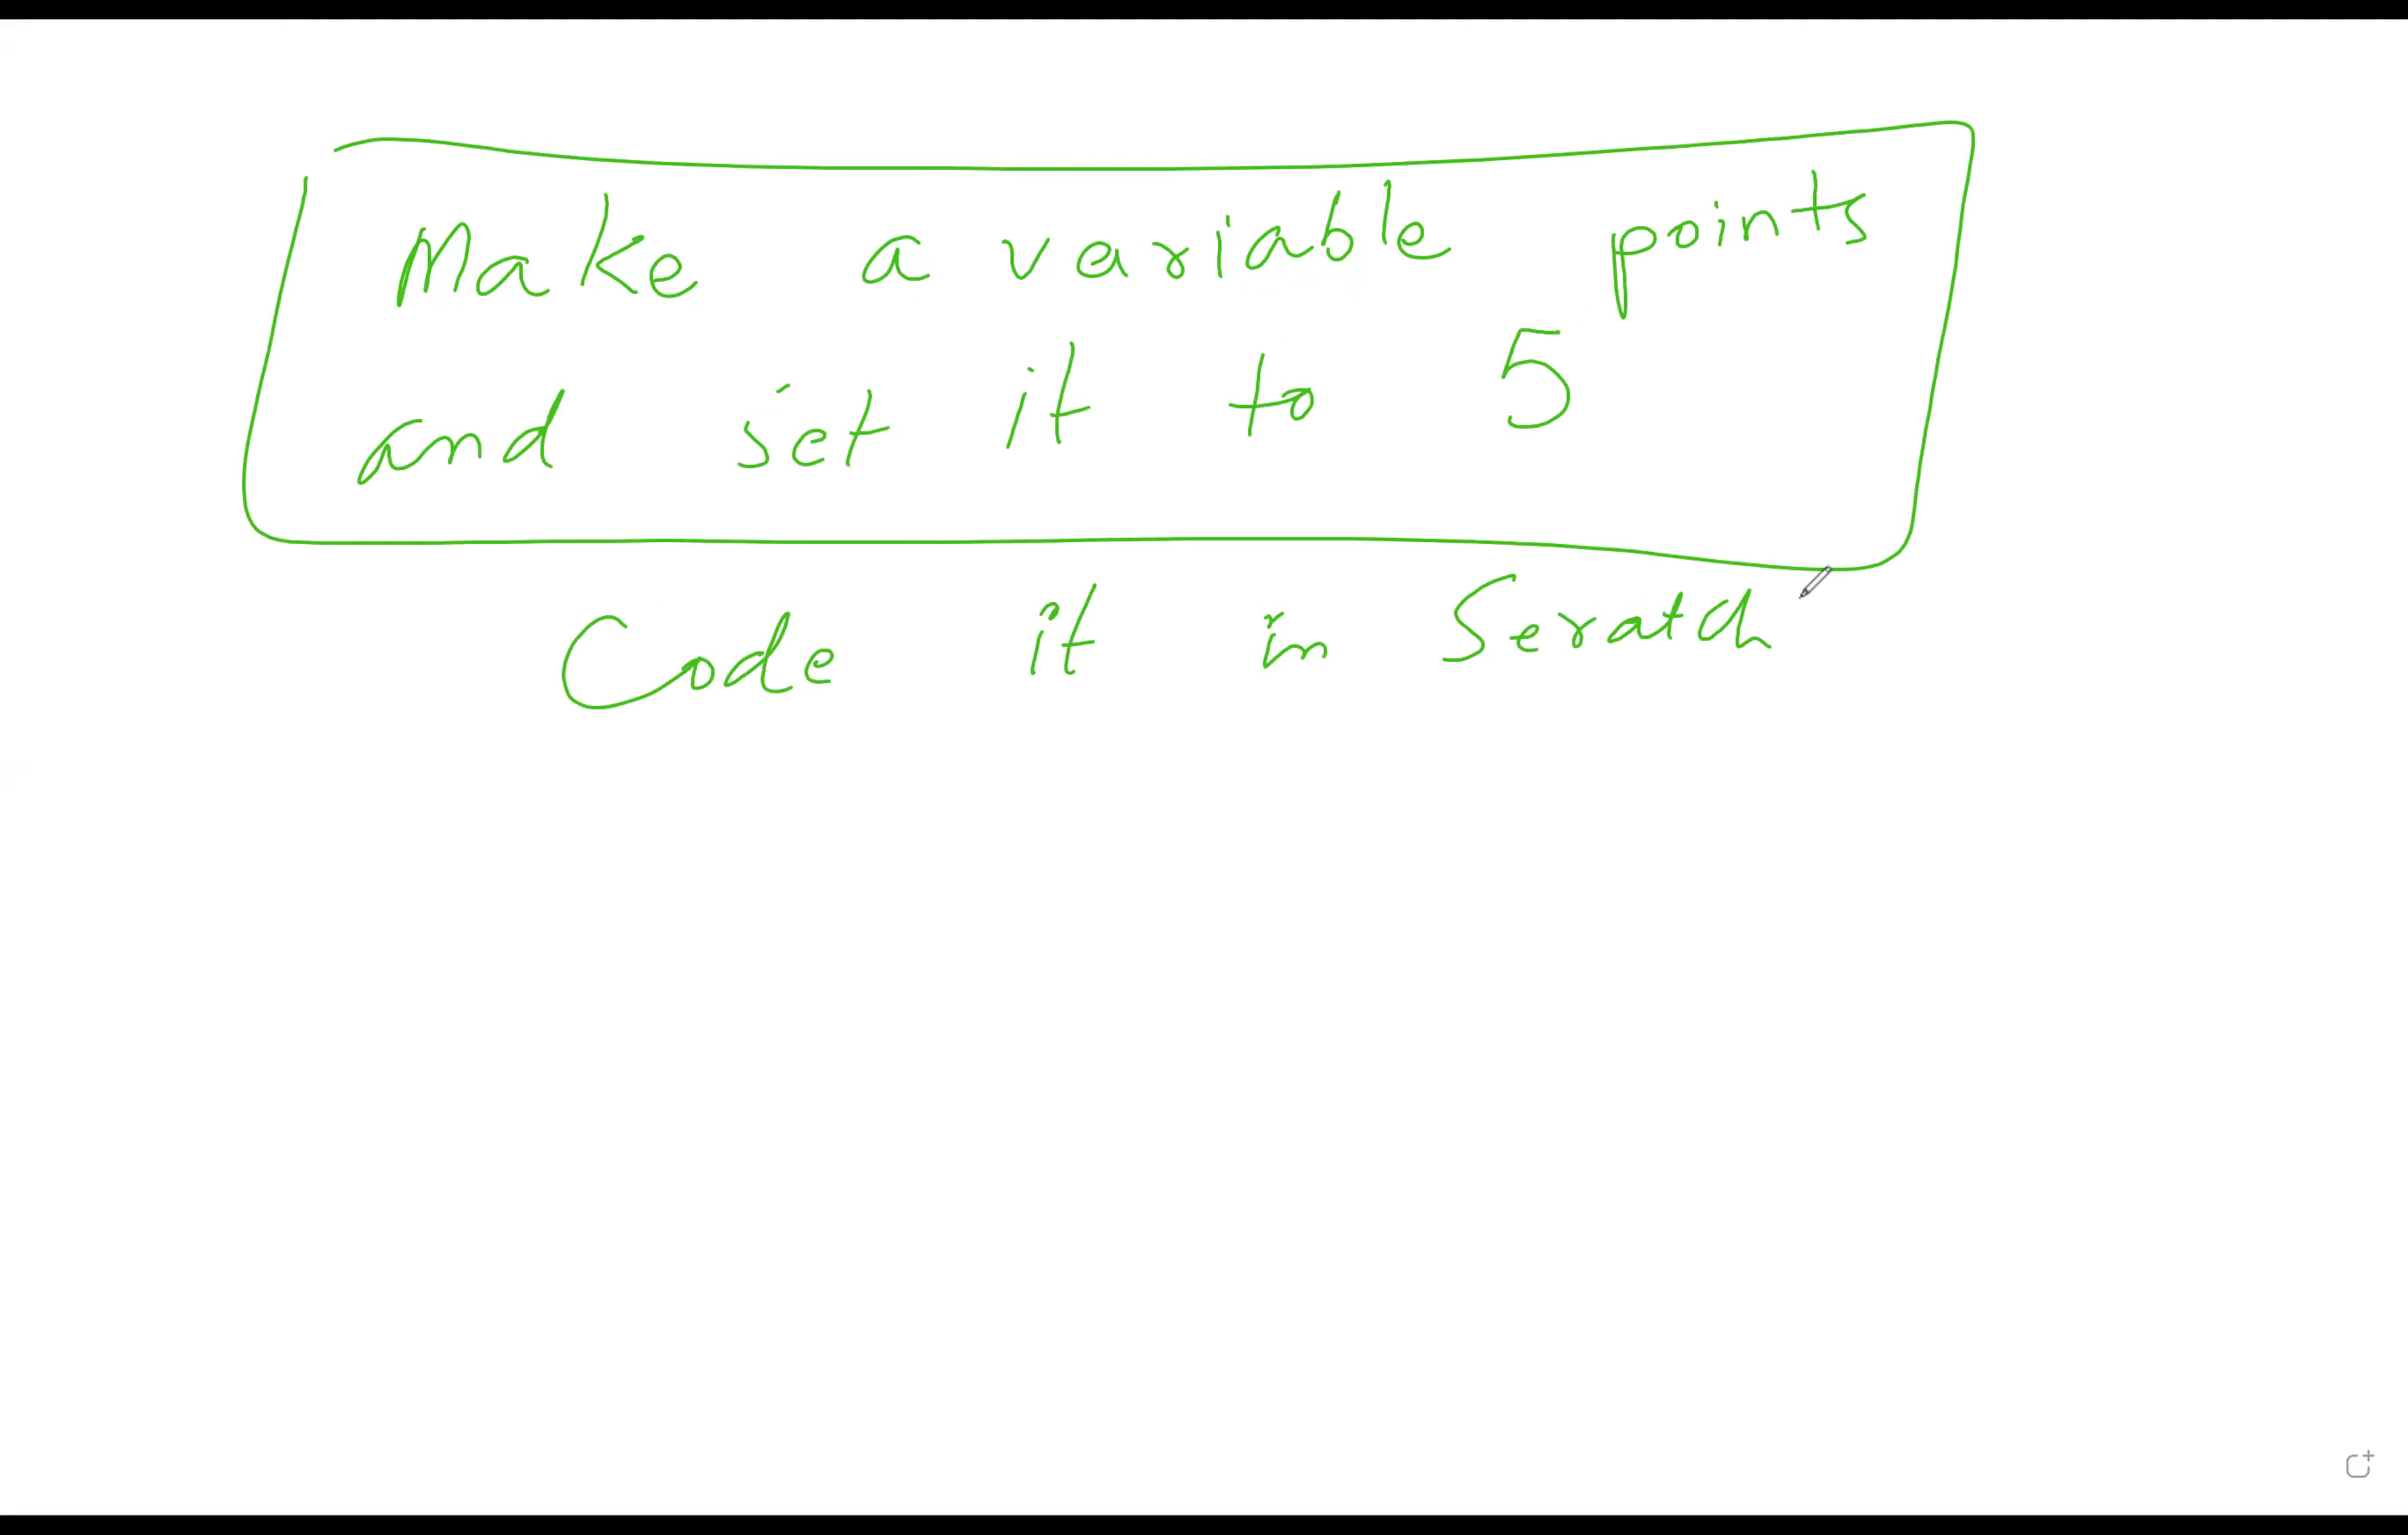 Make a variable points
and set it to 5
Code it in Scratch